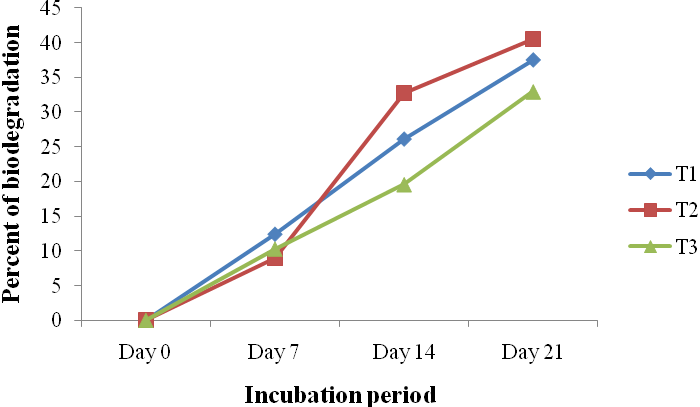 Percent of biodegradation
45
40
35
30
25
20
15
10
5
0
Day 0
Day 7
Day 14
Day 21
Incubation period
T1
T2
T3